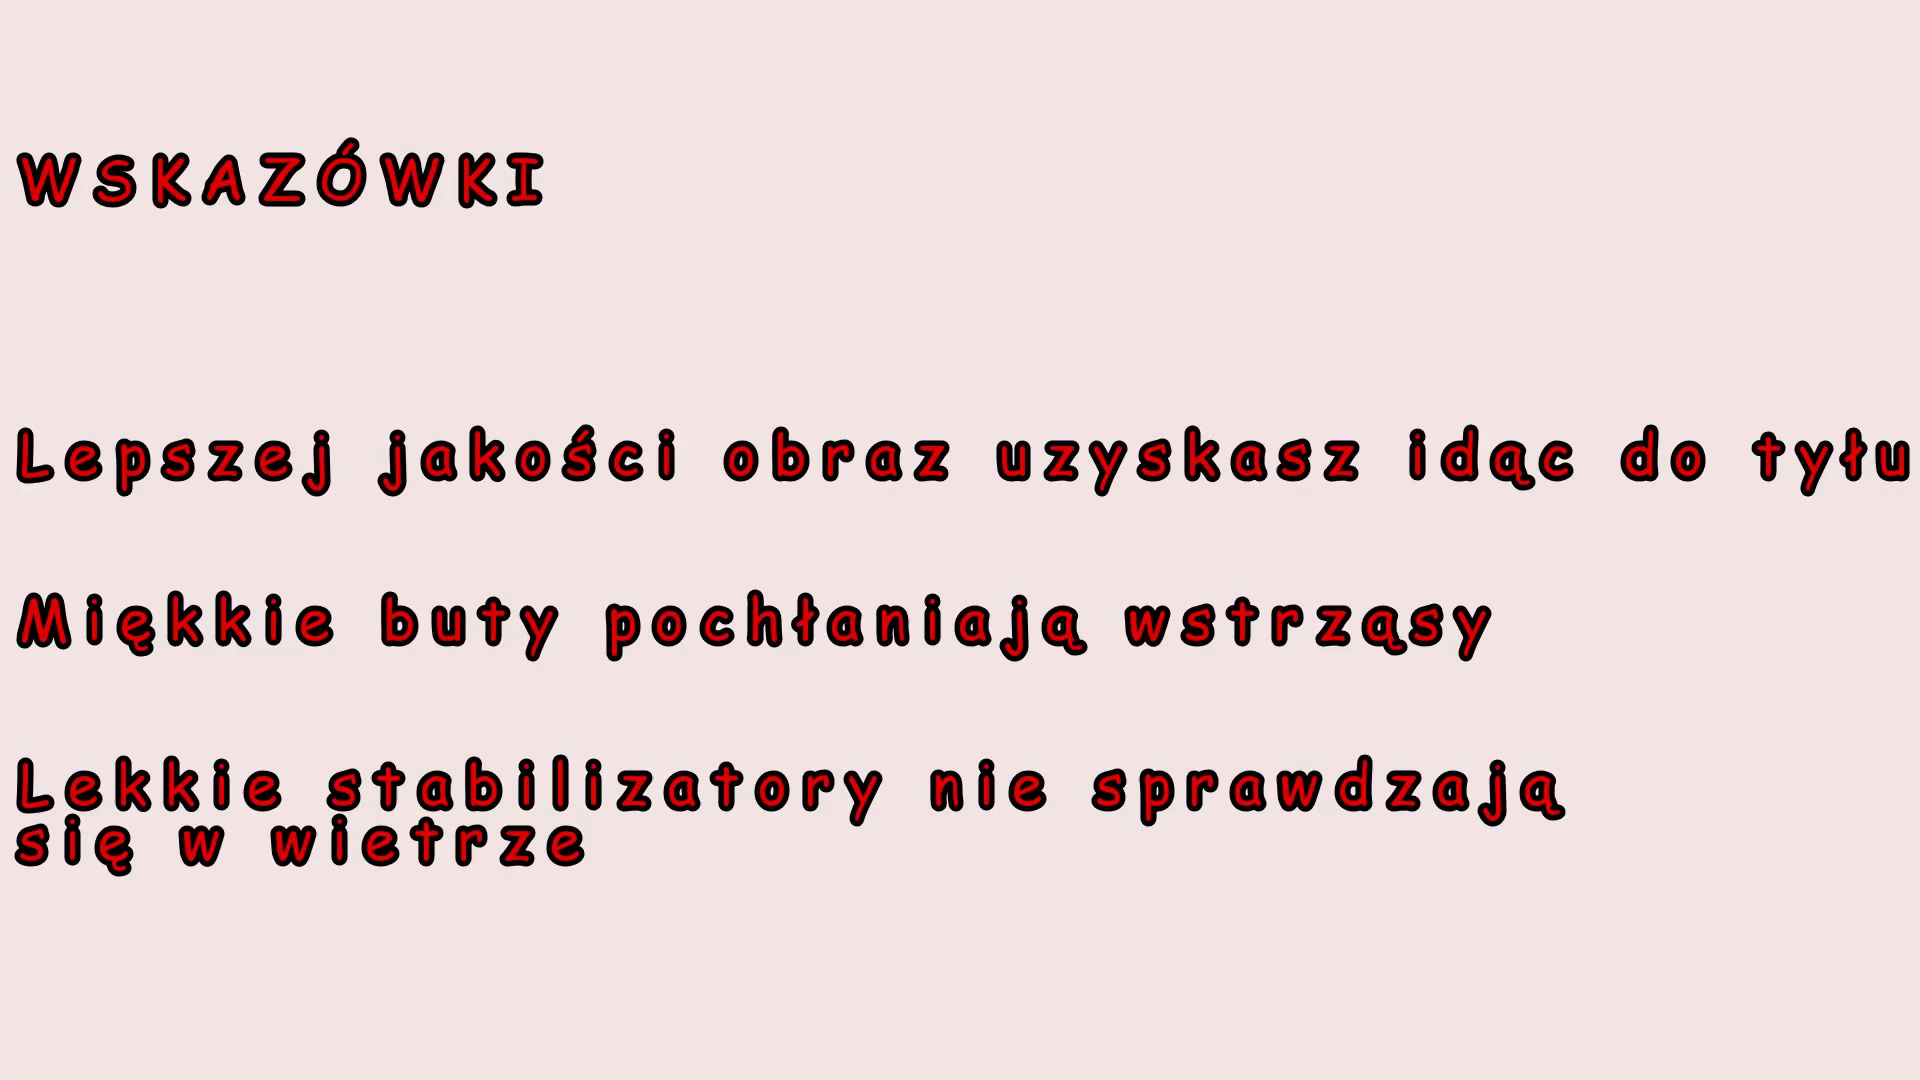 WSKAZÓWKI
Lepszej jakości obraz uzyskasz idąc do tyłu
Miękkie buty pochłaniają wstrząsy
Lekkie stabilizatory nie sprawdzają
się w wietrze